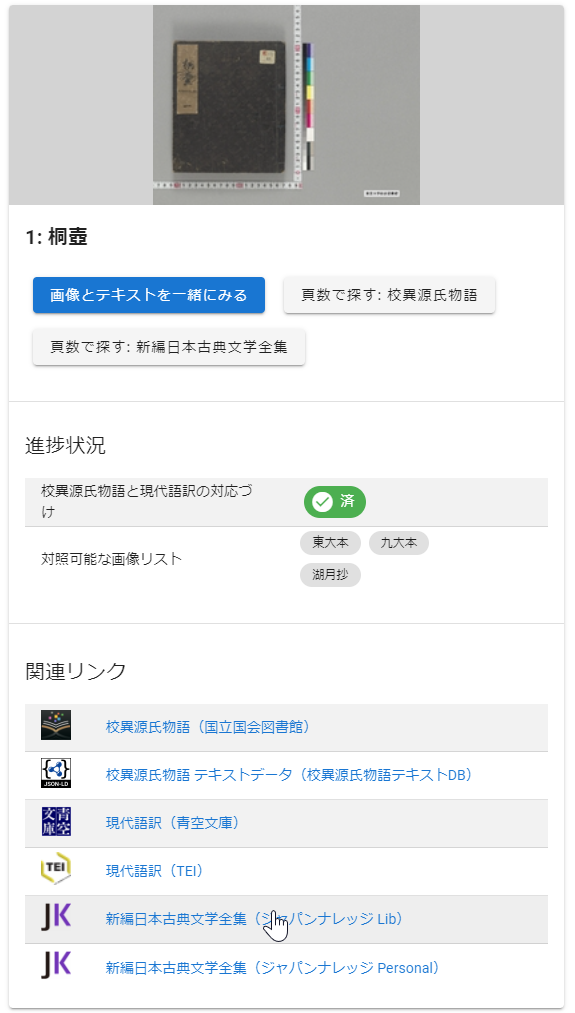 1: 桐壺
画像とテキストを一緒にみる
頁数で探す: 校異源氏物語
頁数で探す: 新編日本古典文学全集
進捗状況
校異源氏物語と現代語訳の対応づ
け
済
対照可能な画像リスト
東大本
九大本
湖月抄
関連リンク
校異源氏物語（国立国会図書館）
JSON-LD
校異源氏物語 テキストデータ（校異源氏物語テキストDB）
青空文庫
現代語訳（青空文庫）
TEI
現代語訳（TEI）
JK
新編日本古典文学全集（ジャパンナレッジ Lib）
JK
新編日本古典文学全集（ジャパンナレッジ Personal）